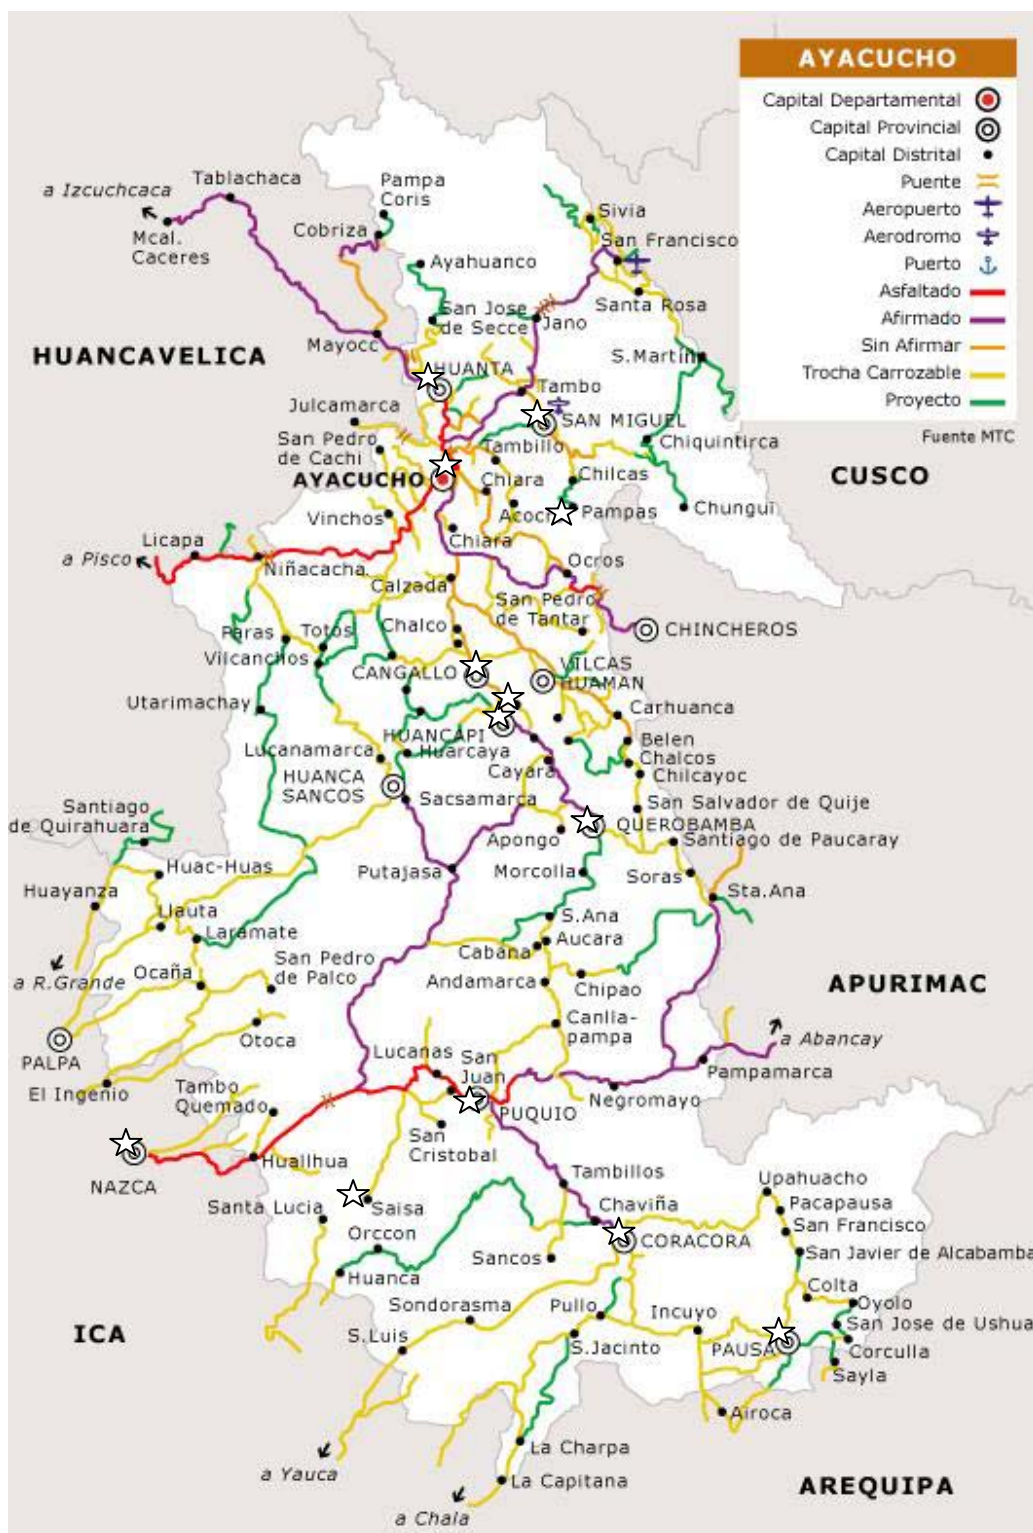 AYACUCHO
Capital Departamental
Capital Provincial
Capital Distrital
Puente
Aeropuerto
Aerodromo
Puerto
Asfaltado
Afirmado
Sin Afirmar
Trocha Carrozable
Proyecto
Fuente MTC
a Izcuchcaca
Tablachaca
Mcal.
Caceres
Pampa
Coris
Cobriza
Ayahuanco
Sivia
San Francisco
Santa Rosa
San Jose
de Secce
Jano
Mayocc
S.Martín
HUANCAVELICA
HUANTA
Tambo
Julcamarca
SAN MIGUEL
San Pedro
de Cachi
Tambillo
Chiquintirca
CUSCO
AYACUCHO
Chiara
Chilcas
Vinchos
Acoch
Pampas
Chungui
Licapa
Chiara
a Pisco
Niñacacha
Ocros
Calzada
San Pedro
de Tantar
Paras
Totos
Chalco
CHINCHEROS
Vilcanchos
CANGALLO
VILCAS
HUAMAN
Utarimachay
Carhuanca
HUANCAPI
Belen
Lucanamarca
Huarcaya
Chalcos
Cayara
Chilcayoc
HUANCA
SANCOS
Sacsamarca
San Salvador de Quije
Santiago
de Quirahuara
Apongo
QUEROBAMBA
Santiago de Paucaray
Huac-Huas
Putajasa
Morcolla
Soras
Sta.Ana
Huayanza
Llauta
S.Ana
Laramate
Aucara
Cabana
a R.Grande
Ocaña
San Pedro
de Palco
Andamarca
Chipao
APURIMAC
Canlla-
pampa
PALPA
Otoca
a Abancay
Lucanas
San
Juan
Pampamarca
El Ingenio
Tambo
Quemado
PUQUIO
Negromayo
San
Cristobal
NAZCA
Huallhua
Tambillos
Upahuacho
Santa Lucia
Saisa
Chaviña
Pacapausa
San Francisco
Orccon
CORACORA
Sancos
San Javier de Alcabamba
Huanca
Colta
Sondorasma
Pullo
Incuyo
Oyolo
ICA
San Jose de Ushua
S.Luis
S.Jacinto
PAUSA
Corculla
Sayla
Airoca
La Charpa
a Yauca
La Capitana
AREQUIPA
a Chala